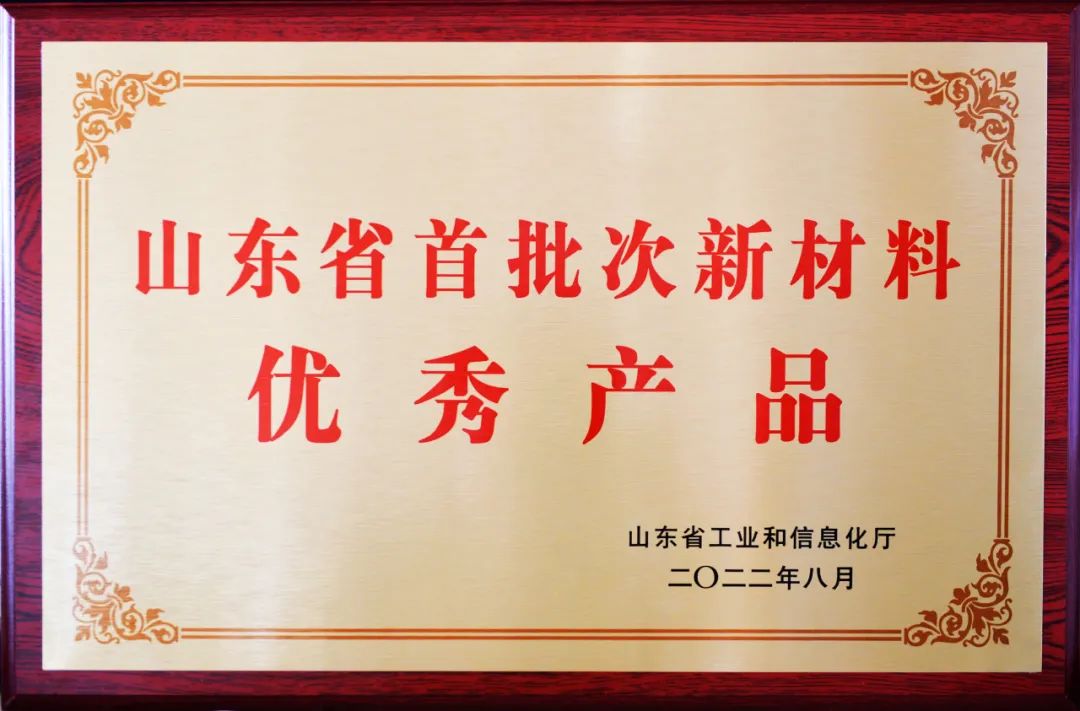 山东省首批次新材料
优秀产品
山东省工业和信息化厅
二〇二二年八月